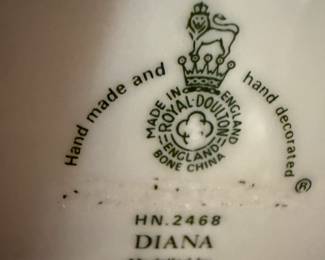 Hand made and hand decorated
MADE IN ENGLAND
ROYAL·DOULTON
ENGLAND
BONE CHINA
®
HN.2468
DIANA